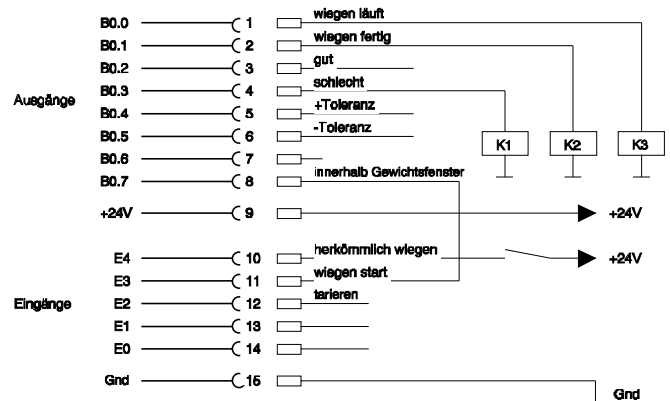 B0.0 1 wiegen läuft
B0.1 2 wiegen fertig
B0.2 3 gut
B0.3 4 schlecht
Ausgänge
B0.4 5 +Toleranz
B0.5 6 -Toleranz
K1 K2 K3
B0.6 7
B0.7 8 innerhalb Gewichtsfenster
+24V 9 +24V
E4 10 herkömmlich wiegen +24V
E3 11 wiegen start
Eingänge E2 12 tarieren
E1 13
E0 14
Gnd 15
Gnd